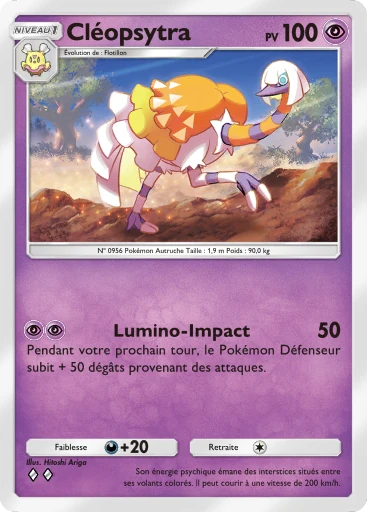 NIVEAU 1
Cléopsytra
PV 100
Évolution de : Flotillon
N° 0956 Pokémon Autruche Taille : 1,9 m Poids : 90,0 kg
Lumino-Impact 50
Pendant votre prochain tour, le Pokémon Défenseur
subit + 50 dégâts provenant des attaques.
Faiblesse +20 Retraite
Illus. Hitoshi Ariga
Son énergie psychique émane des interstices situés entre
ses volants colorés. Il peut courir à une vitesse de 200 km/h.